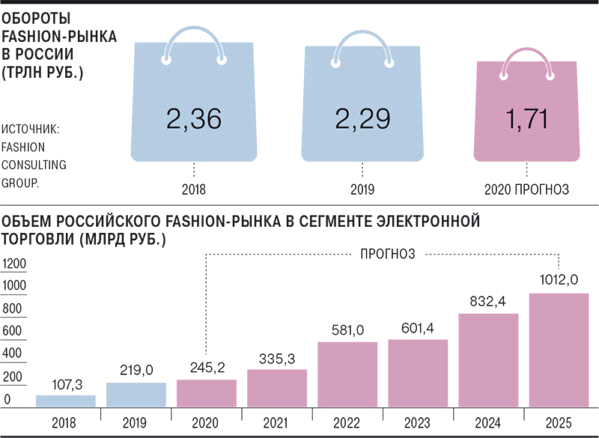 ОБОРОТЫ
FASHION-РЫНКА
В РОССИИ
(ТРЛН РУБ.)
ИСТОЧНИК:
FASHION
CONSULTING
GROUP.
2,36
2,29
1,71
2018
2019
2020 ПРОГНОЗ
ОБЪЕМ РОССИЙСКОГО FASHION-РЫНКА В СЕГМЕНТЕ ЭЛЕКТРОННОЙ
ТОРГОВЛИ (МЛРД РУБ.)
ПРОГНОЗ
1200
1000
800
600
400
200
0
107,3
219,0
245,2
335,3
581,0
601,4
832,4
1012,0
2018
2019
2020
2021
2022
2023
2024
2025